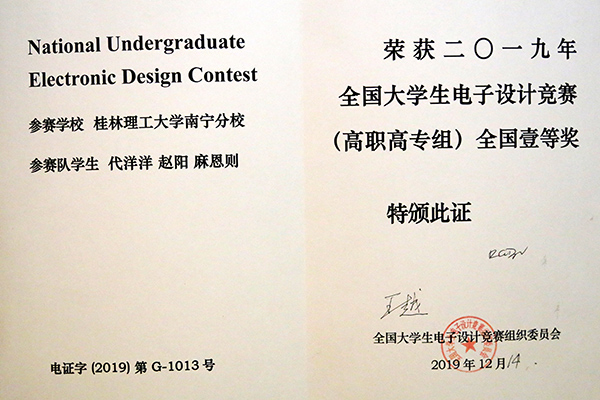 National Undergraduate
Electronic Design Contest
参赛学校 桂林理工大学南宁分校
参赛队学生 代洋洋 赵阳 麻恩则
电证字 (2019) 第 G-1013 号
荣获二〇一九年
全国大学生电子设计竞赛
(高职高专组) 全国壹等奖
特颁此证
王越
全国大学生电子设计竞赛组织委员会
2019 年 12 月 14.